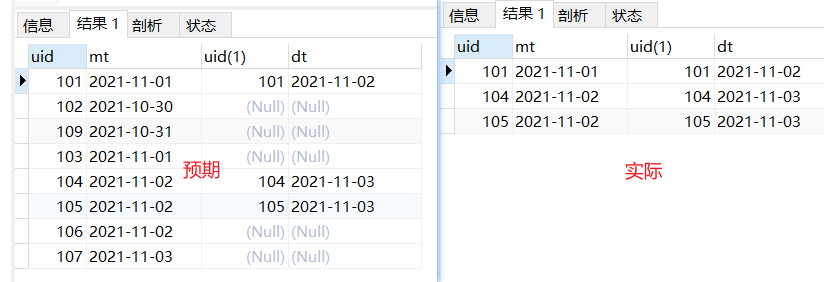 信息 结果 1 剖析 状态
uid mt uid(1) dt
101 2021-11-01 101 2021-11-02
102 2021-10-30 (Null) (Null)
109 2021-10-31 (Null) (Null)
103 2021-11-01 (Null) (Null)
104 2021-11-02 104 2021-11-03
105 2021-11-02 105 2021-11-03
106 2021-11-02 (Null) (Null)
107 2021-11-03 (Null) (Null)
预期
信息 结果 1 剖析 状态
uid mt uid(1) dt
101 2021-11-01 101 2021-11-02
104 2021-11-02 104 2021-11-03
105 2021-11-02 105 2021-11-03
实际